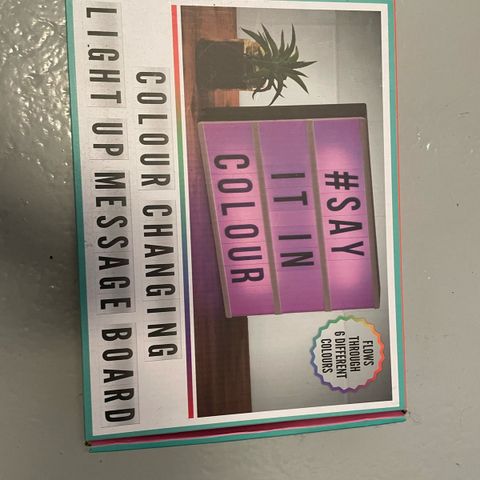 #SAY
IT IN
COLOUR
FLOWS
THROUGH
6 DIFFERENT
COLOURS
COLOUR CHANGING
LIGHT UP MESSAGE BOARD